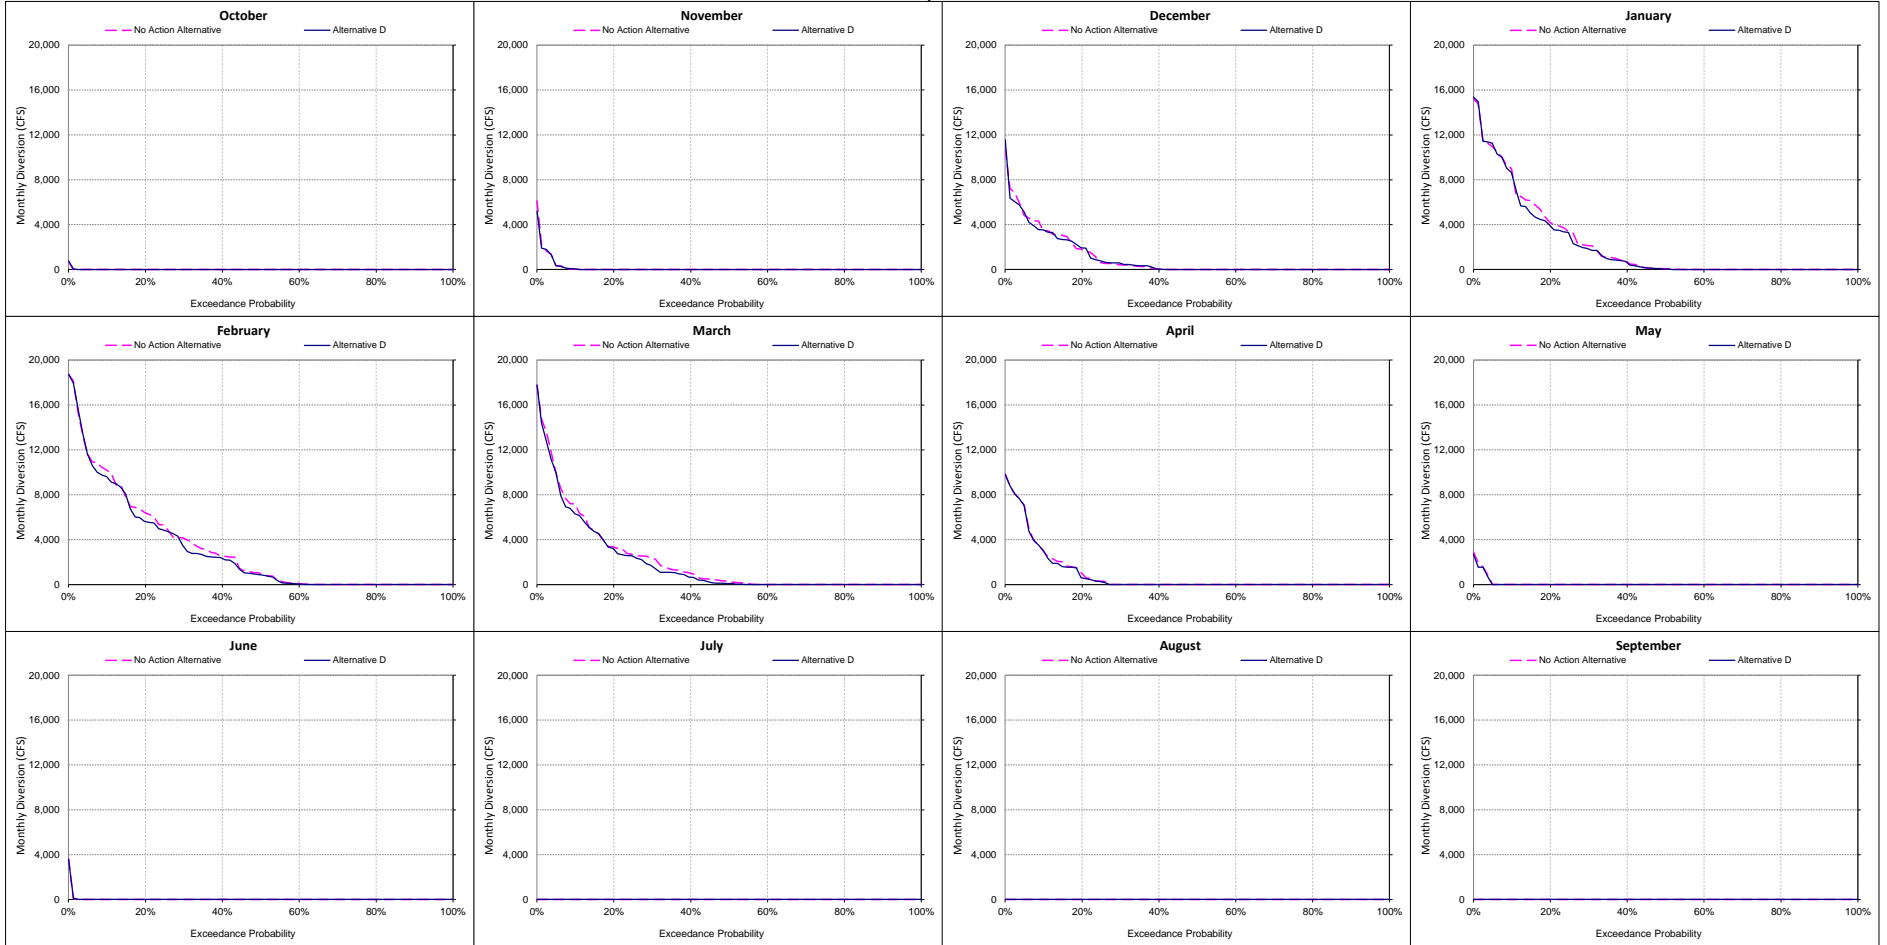 October
No Action Alternative Alternative D
Monthly Diversion (CFS)
20,000
16,000
12,000
8,000
4,000
0
0% 20% 40% 60% 80% 100%
Exceedance Probability
November
No Action Alternative Alternative D
Monthly Diversion (CFS)
20,000
16,000
12,000
8,000
4,000
0
0% 20% 40% 60% 80% 100%
Exceedance Probability
December
No Action Alternative Alternative D
Monthly Diversion (CFS)
20,000
16,000
12,000
8,000
4,000
0
0% 20% 40% 60% 80% 100%
Exceedance Probability
January
No Action Alternative Alternative D
Monthly Diversion (CFS)
20,000
16,000
12,000
8,000
4,000
0
0% 20% 40% 60% 80% 100%
Exceedance Probability
February
No Action Alternative Alternative D
Monthly Diversion (CFS)
20,000
16,000
12,000
8,000
4,000
0
0% 20% 40% 60% 80% 100%
Exceedance Probability
March
No Action Alternative Alternative D
Monthly Diversion (CFS)
20,000
16,000
12,000
8,000
4,000
0
0% 20% 40% 60% 80% 100%
Exceedance Probability
April
No Action Alternative Alternative D
Monthly Diversion (CFS)
20,000
16,000
12,000
8,000
4,000
0
0% 20% 40% 60% 80% 100%
Exceedance Probability
May
No Action Alternative Alternative D
Monthly Diversion (CFS)
20,000
16,000
12,000
8,000
4,000
0
0% 20% 40% 60% 80% 100%
Exceedance Probability
June
No Action Alternative Alternative D
Monthly Diversion (CFS)
20,000
16,000
12,000
8,000
4,000
0
0% 20% 40% 60% 80% 100%
Exceedance Probability
July
No Action Alternative Alternative D
Monthly Diversion (CFS)
20,000
16,000
12,000
8,000
4,000
0
0% 20% 40% 60% 80% 100%
Exceedance Probability
August
No Action Alternative Alternative D
Monthly Diversion (CFS)
20,000
16,000
12,000
8,000
4,000
0
0% 20% 40% 60% 80% 100%
Exceedance Probability
September
No Action Alternative Alternative D
Monthly Diversion (CFS)
20,000
16,000
12,000
8,000
4,000
0
0% 20% 40% 60% 80% 100%
Exceedance Probability